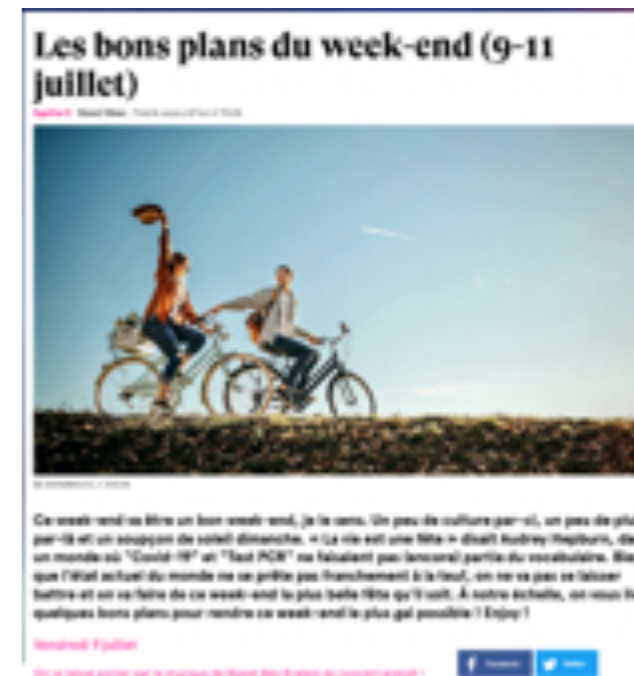 Les bons plans du week-end (9-11
juillet)
Ce week-end va être un bon week-end, je le sens. Un peu de culture par-ci, un peu de plu
par-là et un soupçon de soleil dimanche. « La vie est une fête » disait Audrey Hepburn, da
un monde où "Covid-19" et "Test PCR" ne faisaient pas (encore) partie du vocabulaire. Bie
que l'état actuel du monde ne se prête pas franchement à la teuf, on ne va pas se laisser
battre et on va faire de ce week-end la plus belle fête qu'il soit. À notre échelle, on vous li
quelques bons plans pour rendre ce week-end le plus gai possible ! Enjoy !
Vendredi 9 juillet